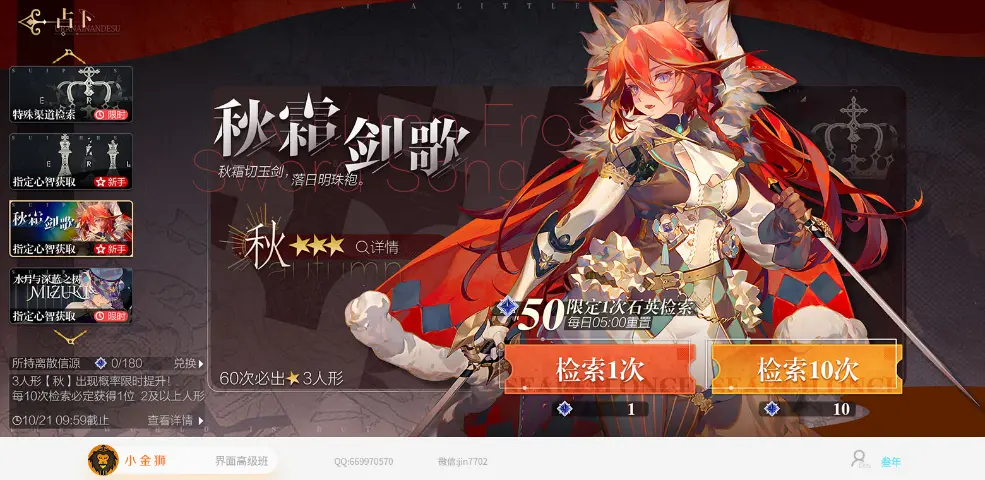 占卜
特殊渠道检索
限时
指定心智获取
新手
秋霜剑歌
指定心智获取
新手
水月与深蓝之树
MIZUKI
指定心智获取
限时
所持离散信源 0/180 兑换
3人形【秋】出现概率限时提升!
每10次检索必定获得1位 2及以上人形
10/21 09:59截止 查看详情
秋霜剑歌
Autumn Frost
Sword Song
秋霜切玉剑,落日明珠袍。
秋 详情
autumn
60次必出★3人形
50 限定1次石英检索
每日05:00重置
检索1次
1
检索10次
10
小金狮 界面高级班 QQ:669970570 微信:jin7702 叁年